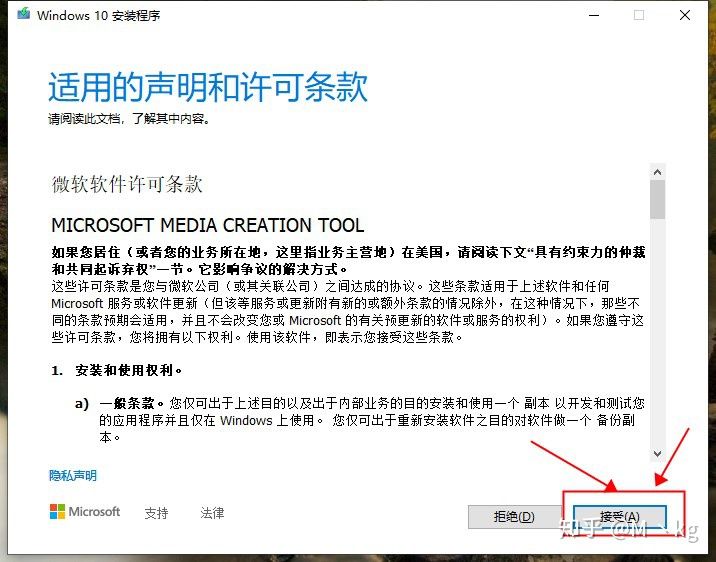 Windows 10 安装程序
适用的声明和许可条款
请阅读此文档，了解其中内容。
微软软件许可条款
MICROSOFT MEDIA CREATION TOOL
如果您居住（或者您的业务所在地，这里指业务主营地）在美国，请阅读下文“具有约束力的仲裁
和共同起诉弃权”一节。它影响争议的解决方式。
这些许可条款是您与微软公司（或其关联公司）之间达成的协议。这些条款适用于上述软件和任何
Microsoft 服务或软件更新（但该等服务或更新附有新的或额外条款的情况除外，在这种情况下，那些不
同的条款预期会适用，并且不会改变您或 Microsoft 的有关预更新的软件或服务的权利）。如果您遵守这
些许可条款，您将拥有以下权利。使用该软件，即表示您接受这些条款。
1. 安装和使用权利。
a) 一般条款。您仅可出于上述目的以及出于内部业务的目的安装和使用一个 副本 以开发和测试您
的应用程序并且仅在 Windows 上使用。 您仅可出于重新安装软件之目的对软件做一个 备份副
本。
隐私声明
Microsoft 支持 法律
拒绝(D) 接受(A)
知乎 @M丶kg